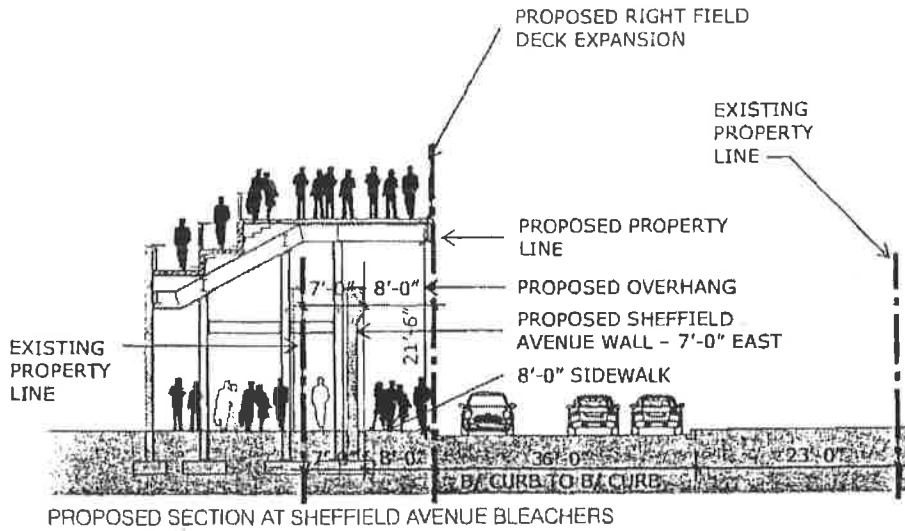 PROPOSED RIGHT FIELD
DECK EXPANSION
EXISTING
PROPERTY
LINE
PROPOSED PROPERTY
LINE
7'-0" 8'-0"
PROPOSED OVERHANG
21'-6"
PROPOSED SHEFFIELD
AVENUE WALL – 7'-0" EAST
EXISTING
PROPERTY
LINE
8'-0" SIDEWALK
7'-0" 8'-0" 36'-0" 23'-0"
B/ CURB TO B/ CURB
PROPOSED SECTION AT SHEFFIELD AVENUE BLEACHERS